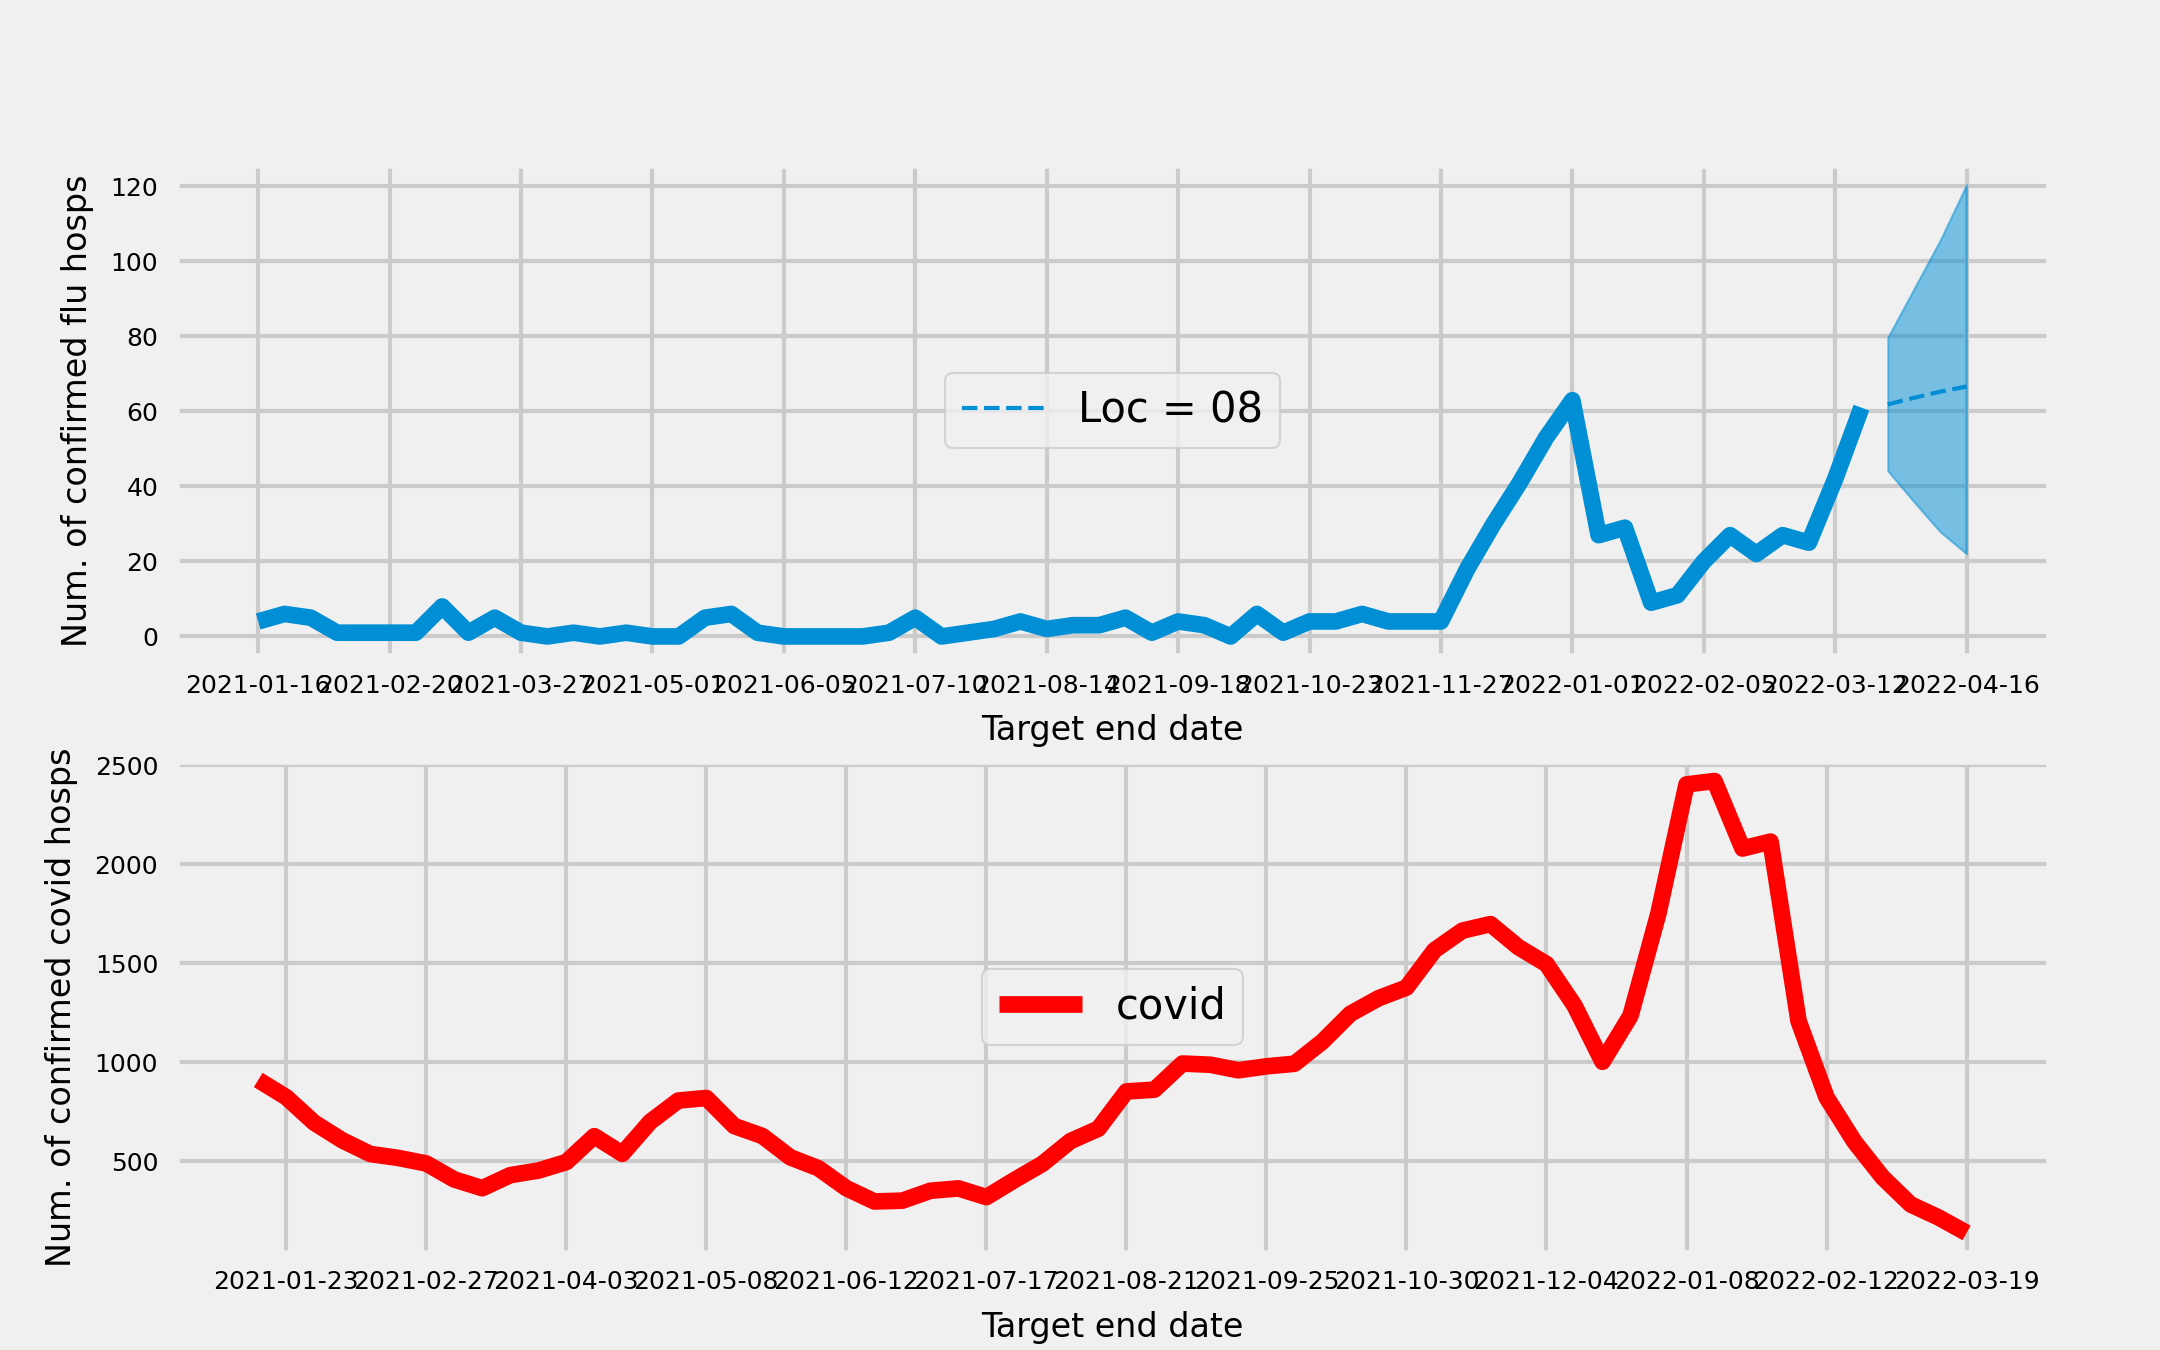 Num. of confirmed flu hosps
120
100
80
60
40
20
0
Loc = 08
2021-01-16 2021-02-20 2021-03-27 2021-05-01 2021-06-05 2021-07-10 2021-08-14 2021-09-18 2021-10-23 2021-11-27 2022-01-01 2022-02-05 2022-03-12 2022-04-16
Target end date
Num. of confirmed covid hosps
2500
2000
1500
1000
500
covid
2021-01-23 2021-02-27 2021-04-03 2021-05-08 2021-06-12 2021-07-17 2021-08-21 2021-09-25 2021-10-30 2021-12-04 2022-01-08 2022-02-12 2022-03-19
Target end date